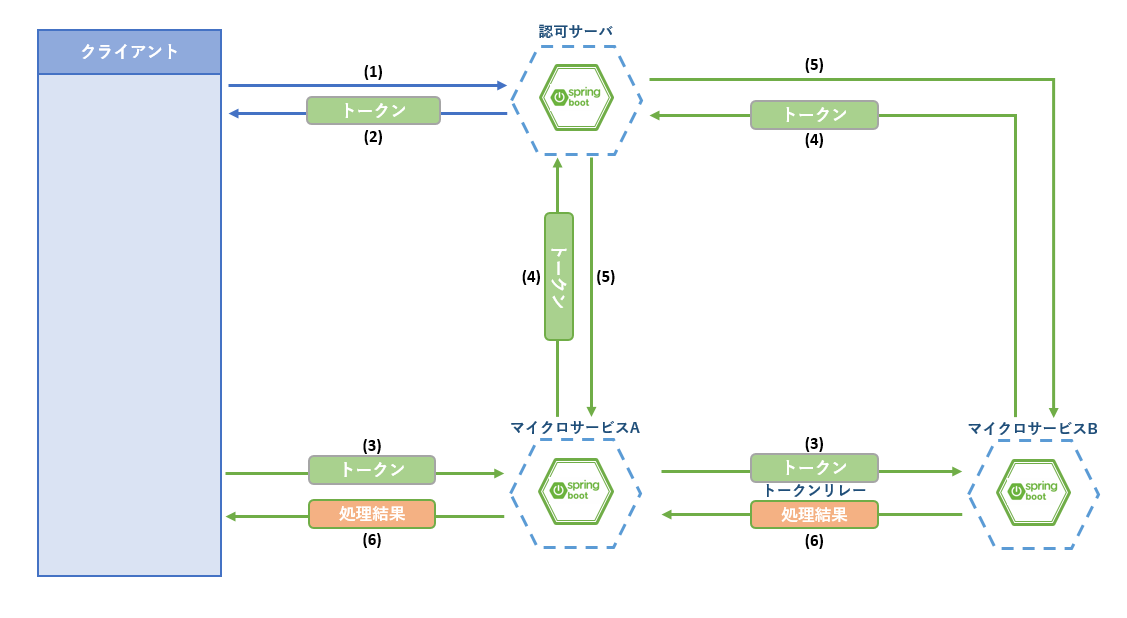 認可サーバ
クライアント
(1)
トークン
(2)
spring
boot
(5)
トークン
(4)
(4)
トークン
(5)
マイクロサービスA
マイクロサービスB
(3)
トークン
処理結果
(6)
spring
boot
(3)
トークン
トークンリレー
処理結果
(6)
spring
boot